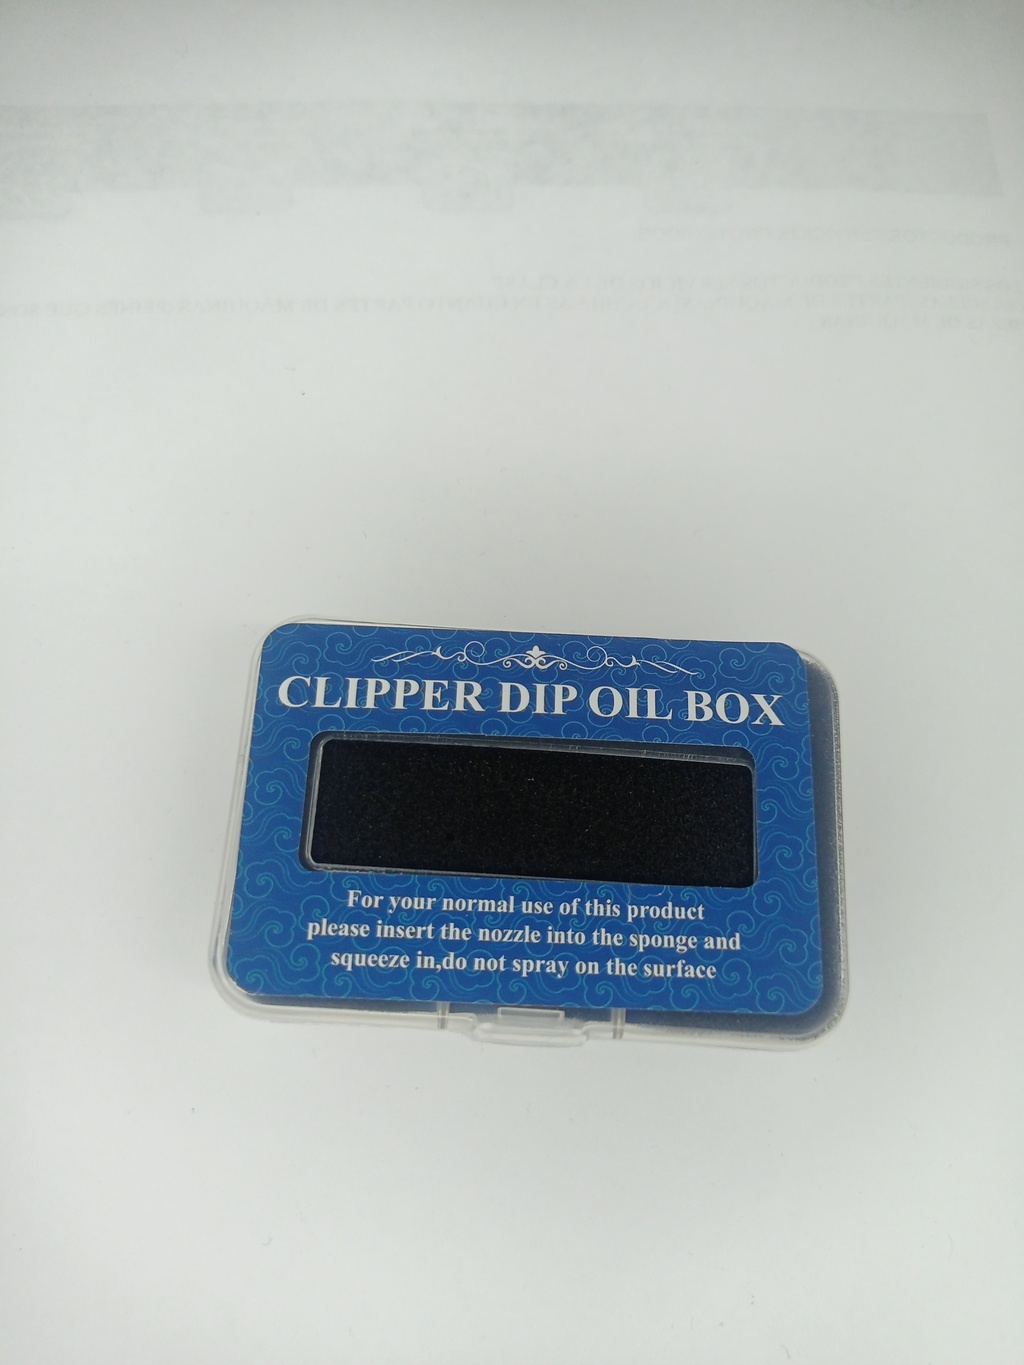 CLIPPER DIP OIL BOX
For your normal use of this product
please insert the nozzle into the sponge and
squeeze in,do not spray on the surface